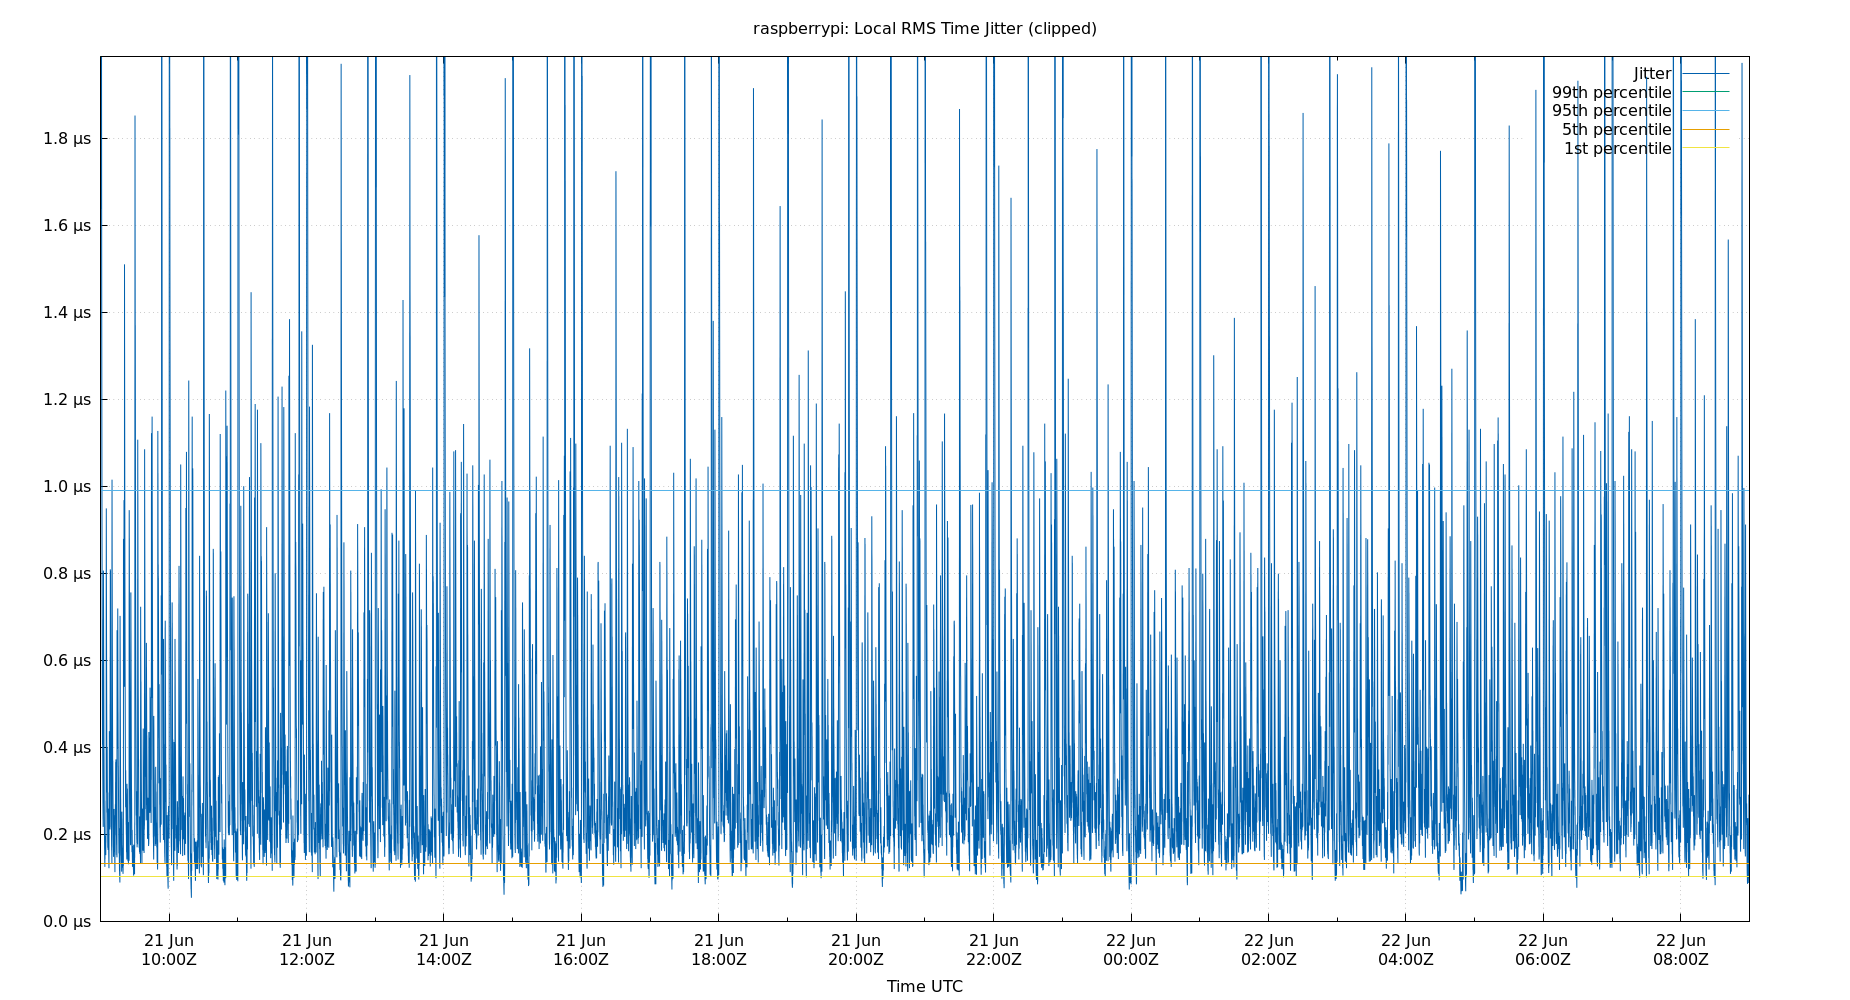 raspberrypi: Local RMS Time Jitter (clipped)
Jitter
99th percentile
95th percentile
5th percentile
1st percentile
1.8 µs
1.6 µs
1.4 µs
1.2 µs
1.0 µs
0.8 µs
0.6 µs
0.4 µs
0.2 µs
0.0 µs
21 Jun 21 Jun 21 Jun 21 Jun 21 Jun 21 Jun 21 Jun 22 Jun 22 Jun 22 Jun 22 Jun 22 Jun
10:00Z 12:00Z 14:00Z 16:00Z 18:00Z 20:00Z 22:00Z 00:00Z 02:00Z 04:00Z 06:00Z 08:00Z
Time UTC